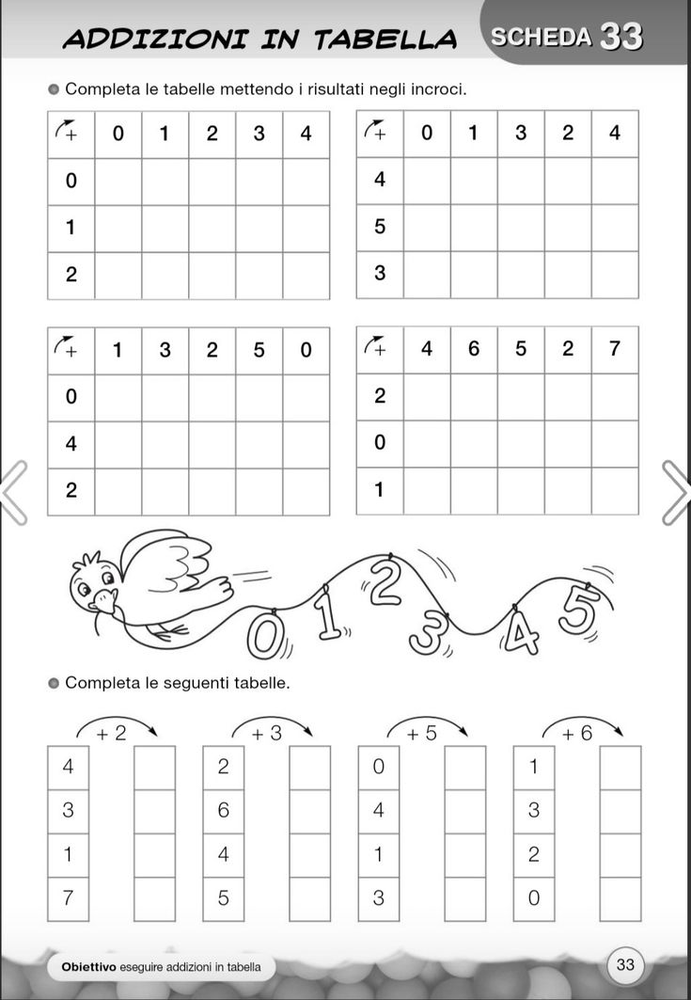 ADDIZIONI IN TABELLA SCHEDA 33
Completa le tabelle mettendo i risultati negli incroci.
+ 0 1 2 3 4
0
1
2
+ 0 1 3 2 4
4
5
3
+ 1 3 2 5 0
0
4
2
+ 4 6 5 2 7
2
0
1
0 1 2 3 4 5
Completa le seguenti tabelle.
+ 2 + 3 + 5 + 6
4 2 0 1
3 6 4 3
1 4 1 2
7 5 3 0
Obiettivo eseguire addizioni in tabella
33